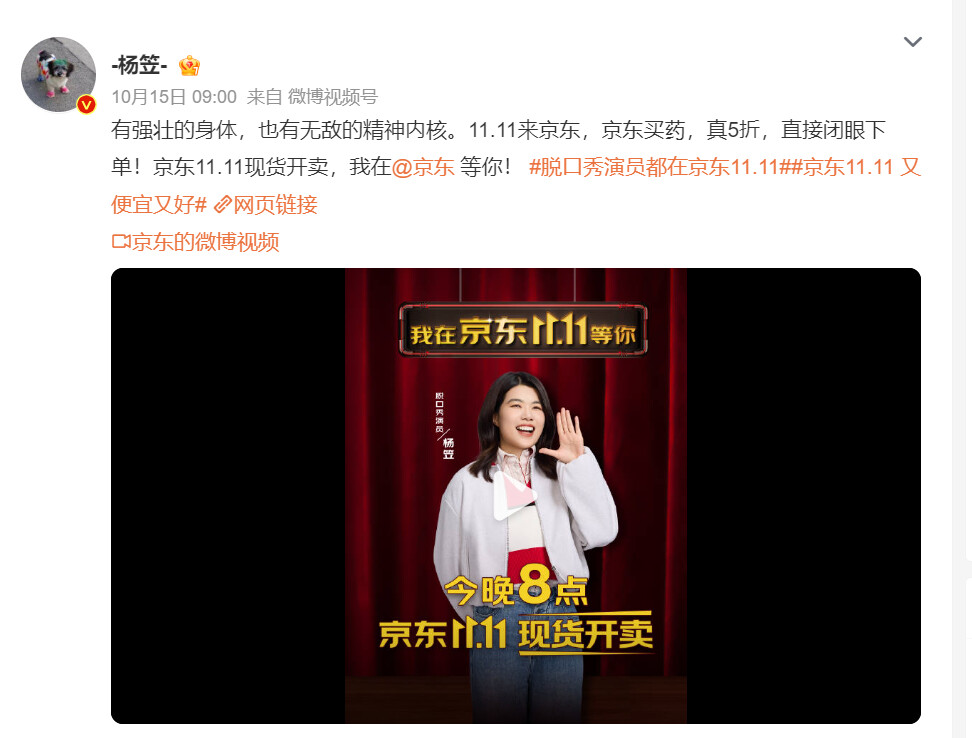 -杨笠-
10月15日 09:00 来自 微博视频号
有强壮的身体，也有无敌的精神内核。11.11来京东，京东买药，真5折，直接闭眼下
单！京东11.11现货开卖，我在@京东 等你！ #脱口秀演员都在京东11.11##京东11.11 又
便宜又好# 网页链接
京东的微博视频
我在京东11.11等你
脱口秀演员/杨笠
今晚8点
京东11.11 现货开卖